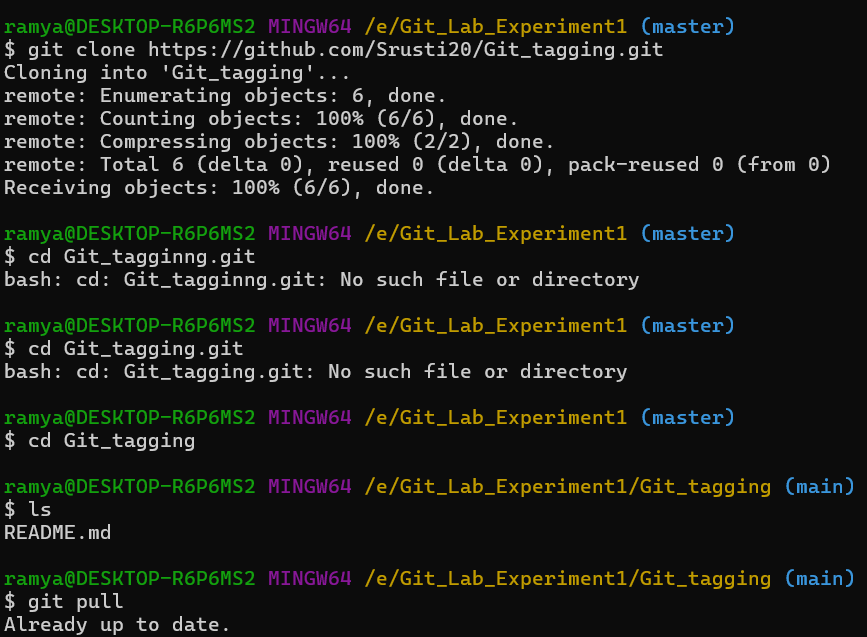 ramya@DESKTOP-R6P6MS2 MINGW64 /e/Git_Lab_Experiment1 (master)
$ git clone https://github.com/Srusti20/Git_tagging.git
Cloning into 'Git_tagging'...
remote: Enumerating objects: 6, done.
remote: Counting objects: 100% (6/6), done.
remote: Compressing objects: 100% (2/2), done.
remote: Total 6 (delta 0), reused 0 (delta 0), pack-reused 0 (from 0)
Receiving objects: 100% (6/6), done.

ramya@DESKTOP-R6P6MS2 MINGW64 /e/Git_Lab_Experiment1 (master)
$ cd Git_tagginng.git
bash: cd: Git_tagginng.git: No such file or directory

ramya@DESKTOP-R6P6MS2 MINGW64 /e/Git_Lab_Experiment1 (master)
$ cd Git_tagging.git
bash: cd: Git_tagging.git: No such file or directory

ramya@DESKTOP-R6P6MS2 MINGW64 /e/Git_Lab_Experiment1 (master)
$ cd Git_tagging

ramya@DESKTOP-R6P6MS2 MINGW64 /e/Git_Lab_Experiment1/Git_tagging (main)
$ ls
README.md

ramya@DESKTOP-R6P6MS2 MINGW64 /e/Git_Lab_Experiment1/Git_tagging (main)
$ git pull
Already up to date.